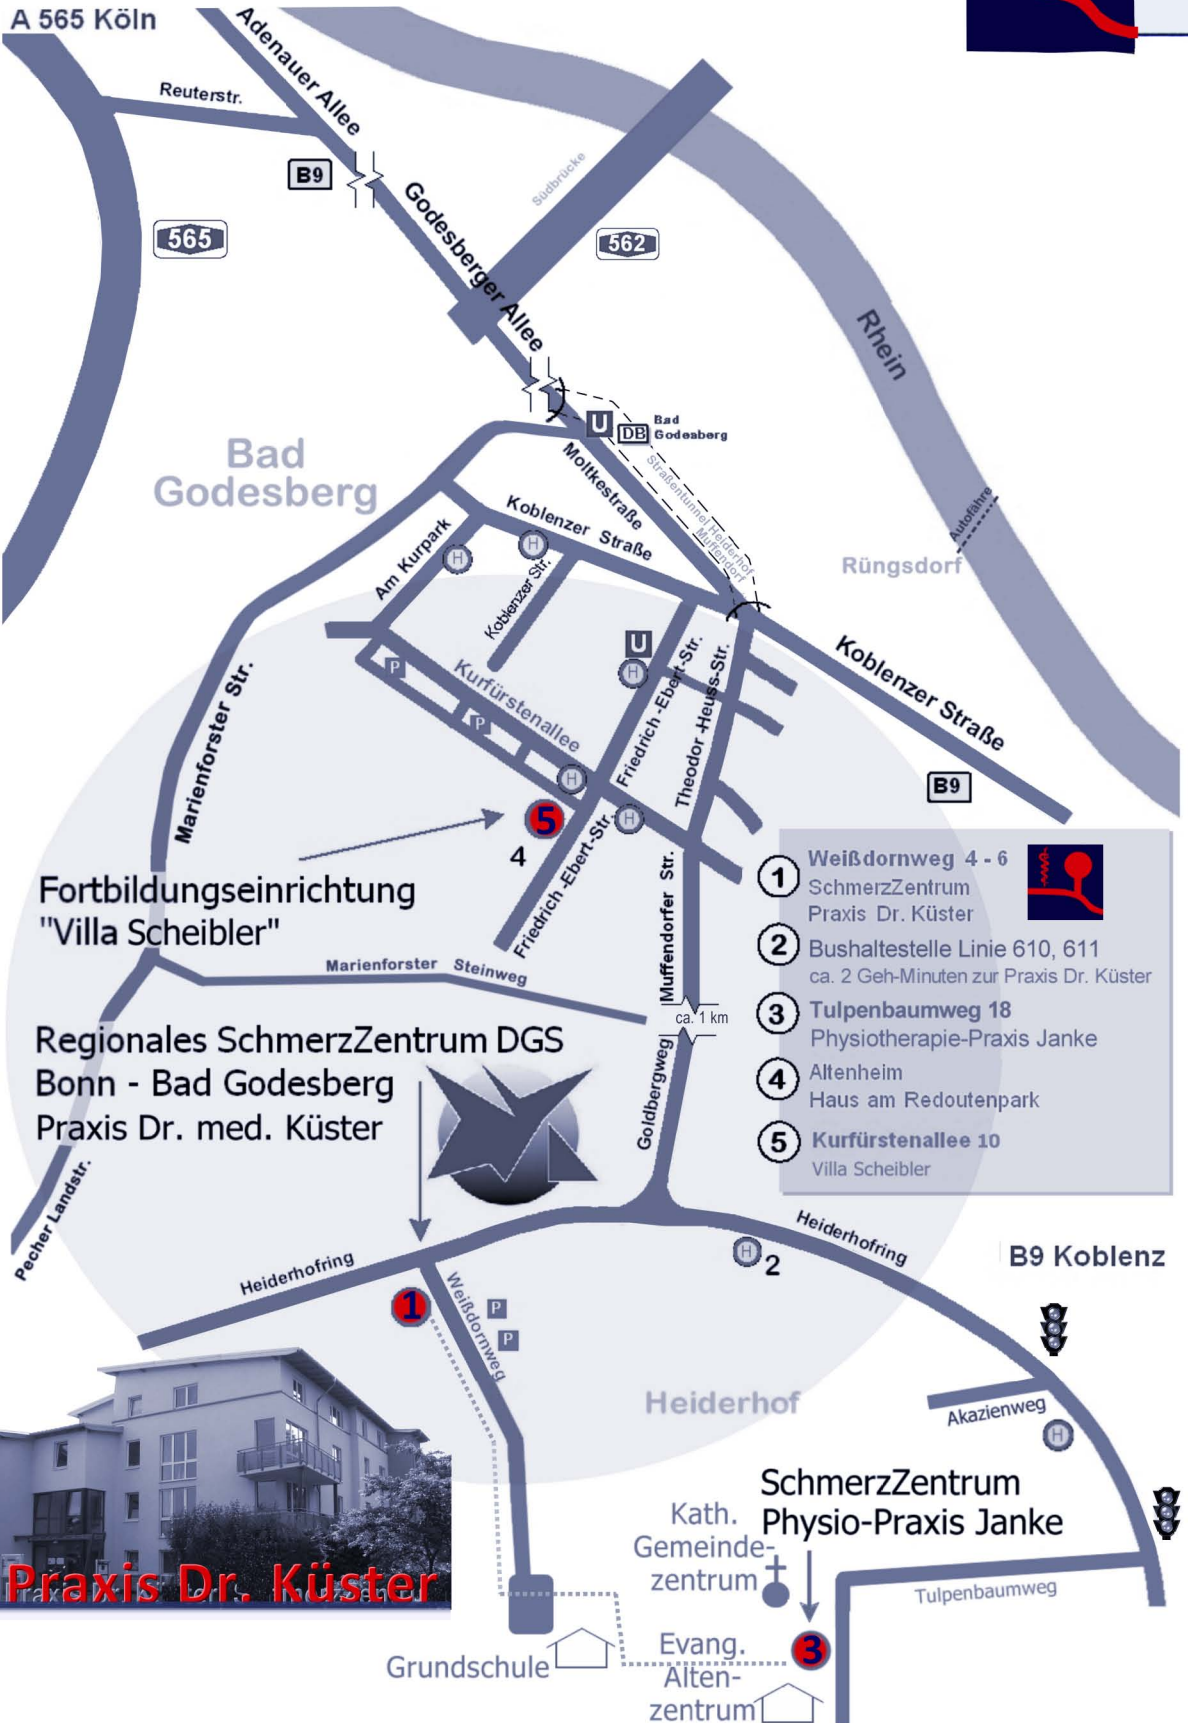 A 565 Köln
Adenauer Allee
Reuterstr.
B9
Godesberger Allee
Südbrücke
565
562
Rhein
U
DB
Bad
Godesberg
Bad
Godesberg
Moltkestraße
Straßentunnel Heiderhof
Muffendorf
Autofähre
Koblenzer Straße
Rüngsdorf
Am Kurpark
H
H
Koblenzer Str.
U
H
Koblenzer Straße
P
Kurfürstenallee
P
Friedrich-Ebert-Str.
Theodor-Heuss-Str.
Marienforster Str.
H
B9
5
H
4
Friedrich-Ebert-Str.
Muffendorfer Str.
Fortbildungseinrichtung
"Villa Scheibler"
1 Weißdornweg 4 - 6
SchmerzZentrum
Praxis Dr. Küster
2 Bushaltestelle Linie 610, 611
ca. 2 Geh-Minuten zur Praxis Dr. Küster
3 Tulpenbaumweg 18
Physiotherapie-Praxis Janke
4 Altenheim
Haus am Redoutenpark
5 Kurfürstenallee 10
Villa Scheibler
Marienforster Steinweg
ca. 1 km
Regionales SchmerzZentrum DGS
Bonn - Bad Godesberg
Praxis Dr. med. Küster
Goldbergweg
Pecher Landstr.
Heiderhofring
Heiderhofring
H 2
B9 Koblenz
1
Weißdornweg
P
P
Heiderhof
Akazienweg
H
SchmerzZentrum
Physio-Praxis Janke
Kath.
Gemeinde-
zentrum
Tulpenbaumweg
Praxis Dr. Küster
Grundschule
Evang.
Alten-
zentrum
3